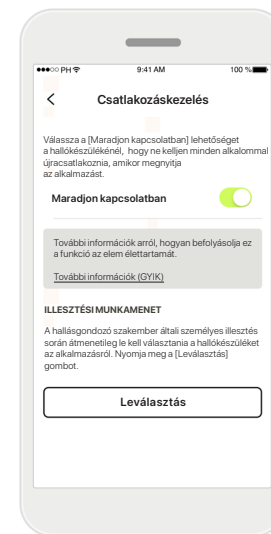 ●●●○○ PH 9:41 AM 100 %
Csatlakozáskezelés
Válassza a [Maradjon kapcsolatban] lehetőséget
a hallókészülékénél, hogy ne kelljen minden alkalommal
újracsatlakoznia, amikor megnyitja
az alkalmazást.
Maradjon kapcsolatban
További információk arról, hogyan befolyásolja ez
a funkció az elem élettartamát.
További információk (GYIK)
ILLESZTÉSI MUNKAMENET
A hallásgondozó szakember általi személyes illesztés
során átmenetileg le kell választania a hallókészüléket
az alkalmazásról. Nyomja meg a [Leválasztás]
gombot.
Leválasztás